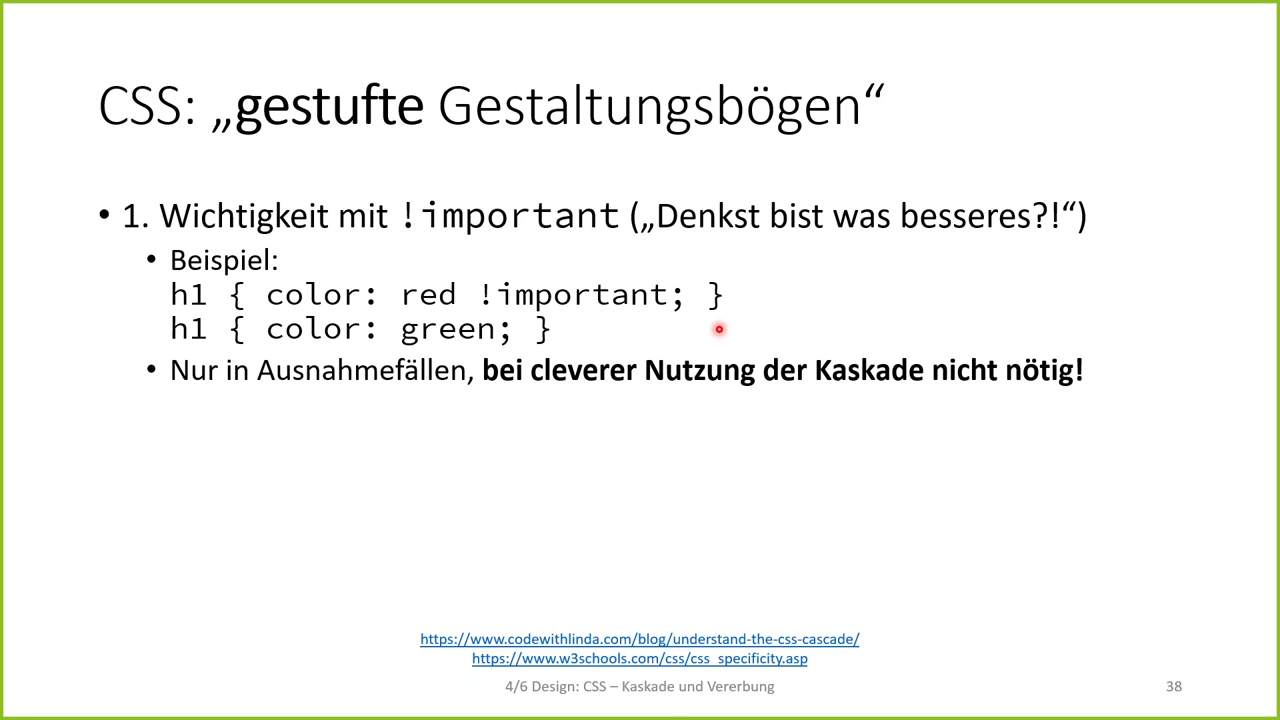 CSS: „gestufte Gestaltungsbögen“
• 1. Wichtigkeit mit !important („Denkst bist was besseres?!“)
• Beispiel:
h1 { color: red !important; }
h1 { color: green; }
• Nur in Ausnahmefällen, bei cleverer Nutzung der Kaskade nicht nötig!
https://www.codewithlinda.com/blog/understand-the-css-cascade/
https://www.w3schools.com/css/css_specificity.asp
4/6 Design: CSS – Kaskade und Vererbung
38